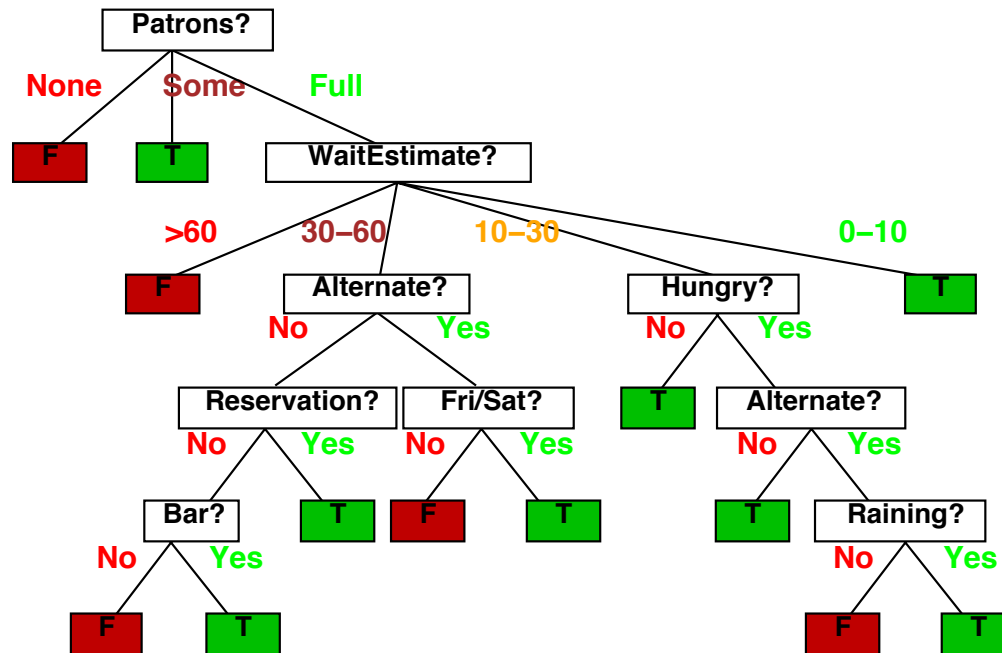 Patrons?
None Some Full
F T WaitEstimate?
>60 30–60 10–30 0–10
F Alternate? Hungry? T
No Yes No Yes
Reservation? Fri/Sat? T Alternate?
No Yes No Yes No Yes
Bar? T F T T Raining?
No Yes No Yes
F T F T